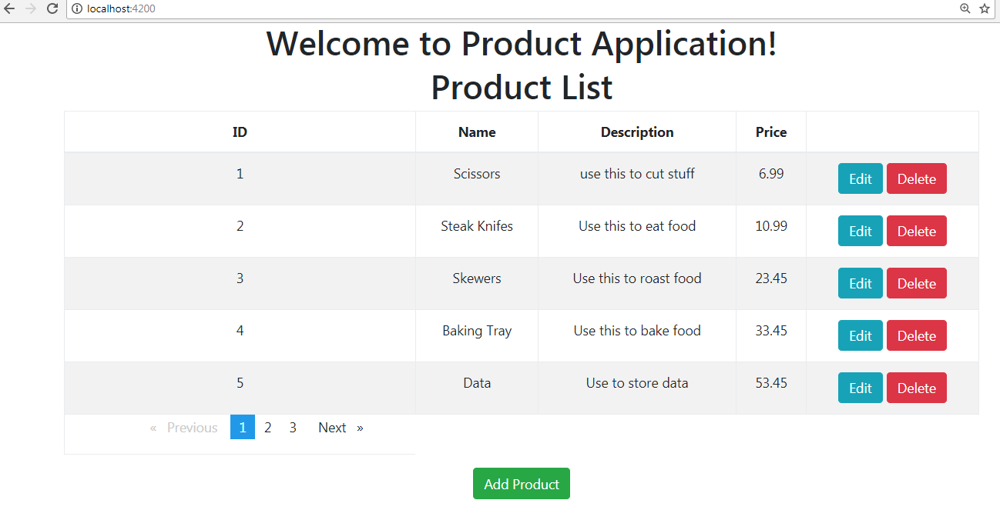 localhost:4200
Welcome to Product Application!
Product List
ID Name Description Price
1 Scissors use this to cut stuff 6.99 Edit Delete
2 Steak Knifes Use this to eat food 10.99 Edit Delete
3 Skewers Use this to roast food 23.45 Edit Delete
4 Baking Tray Use this to bake food 33.45 Edit Delete
5 Data Use to store data 53.45 Edit Delete
« Previous 1 2 3 Next »
Add Product